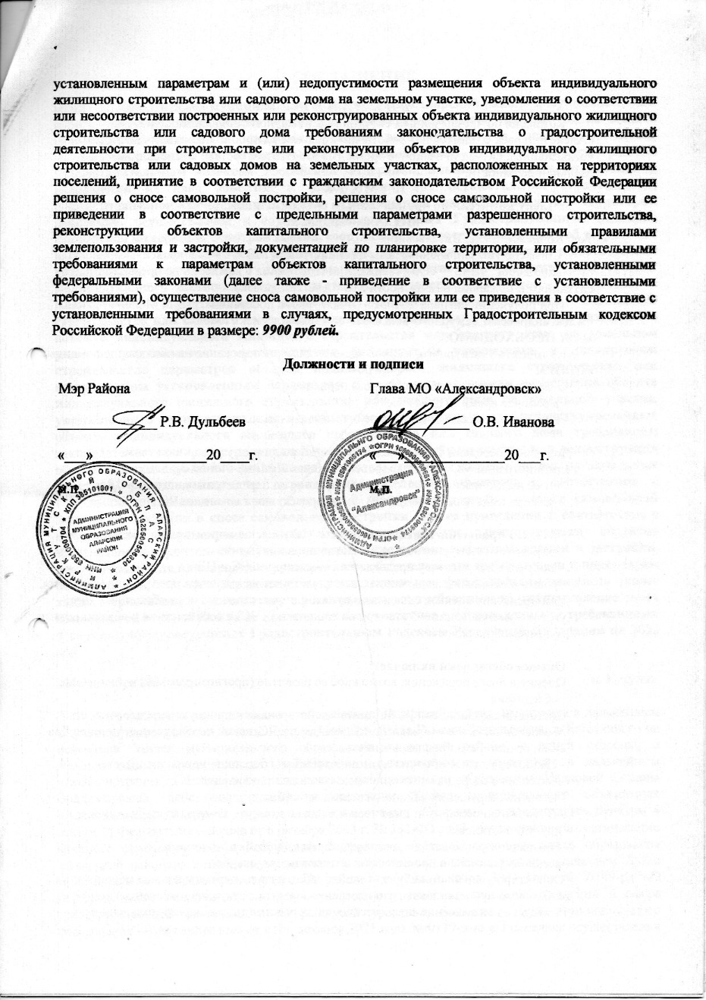 установленным параметрам и (или) недопустимости размещения объекта индивидуального
жилищного строительства или садового дома на земельном участке, уведомления о соответствии
или несоответствии построенных или реконструированных объекта индивидуального жилищного
строительства или садового дома требованиям законодательства о градостроительной
деятельности при строительстве или реконструкции объектов индивидуального жилищного
строительства или садовых домов на земельных участках, расположенных на территориях
поселений, принятие в соответствии с гражданским законодательством Российской Федерации
решения о сносе самовольной постройки, решения о сносе самовольной постройки или ее
приведении в соответствие с предельными параметрами разрешенного строительства,
реконструкции объектов капитального строительства, установленными правилами
землепользования и застройки, документацией по планировке территории, или обязательными
требованиями к параметрам объектов капитального строительства, установленными
федеральными законами (далее также - приведение в соответствие с установленными
требованиями), осуществление сноса самовольной постройки или ее приведения в соответствие с
установленными требованиями в случаях, предусмотренных Градостроительным кодексом
Российской Федерации в размере: 9900 рублей.
Должности и подписи
Мэр Района Глава МО «Александровск»
_______________ Р.В. Дульбеев _______________ О.В. Иванова
«___»_________________20___г. «___»_______________20___г.
М.П. М.П.
АДМИНИСТРАЦИЯ
МУНИЦИПАЛЬНОГО
ОБРАЗОВАНИЯ
АЛАРСКИЙ
РАЙОН
Администрация
"Александровск"